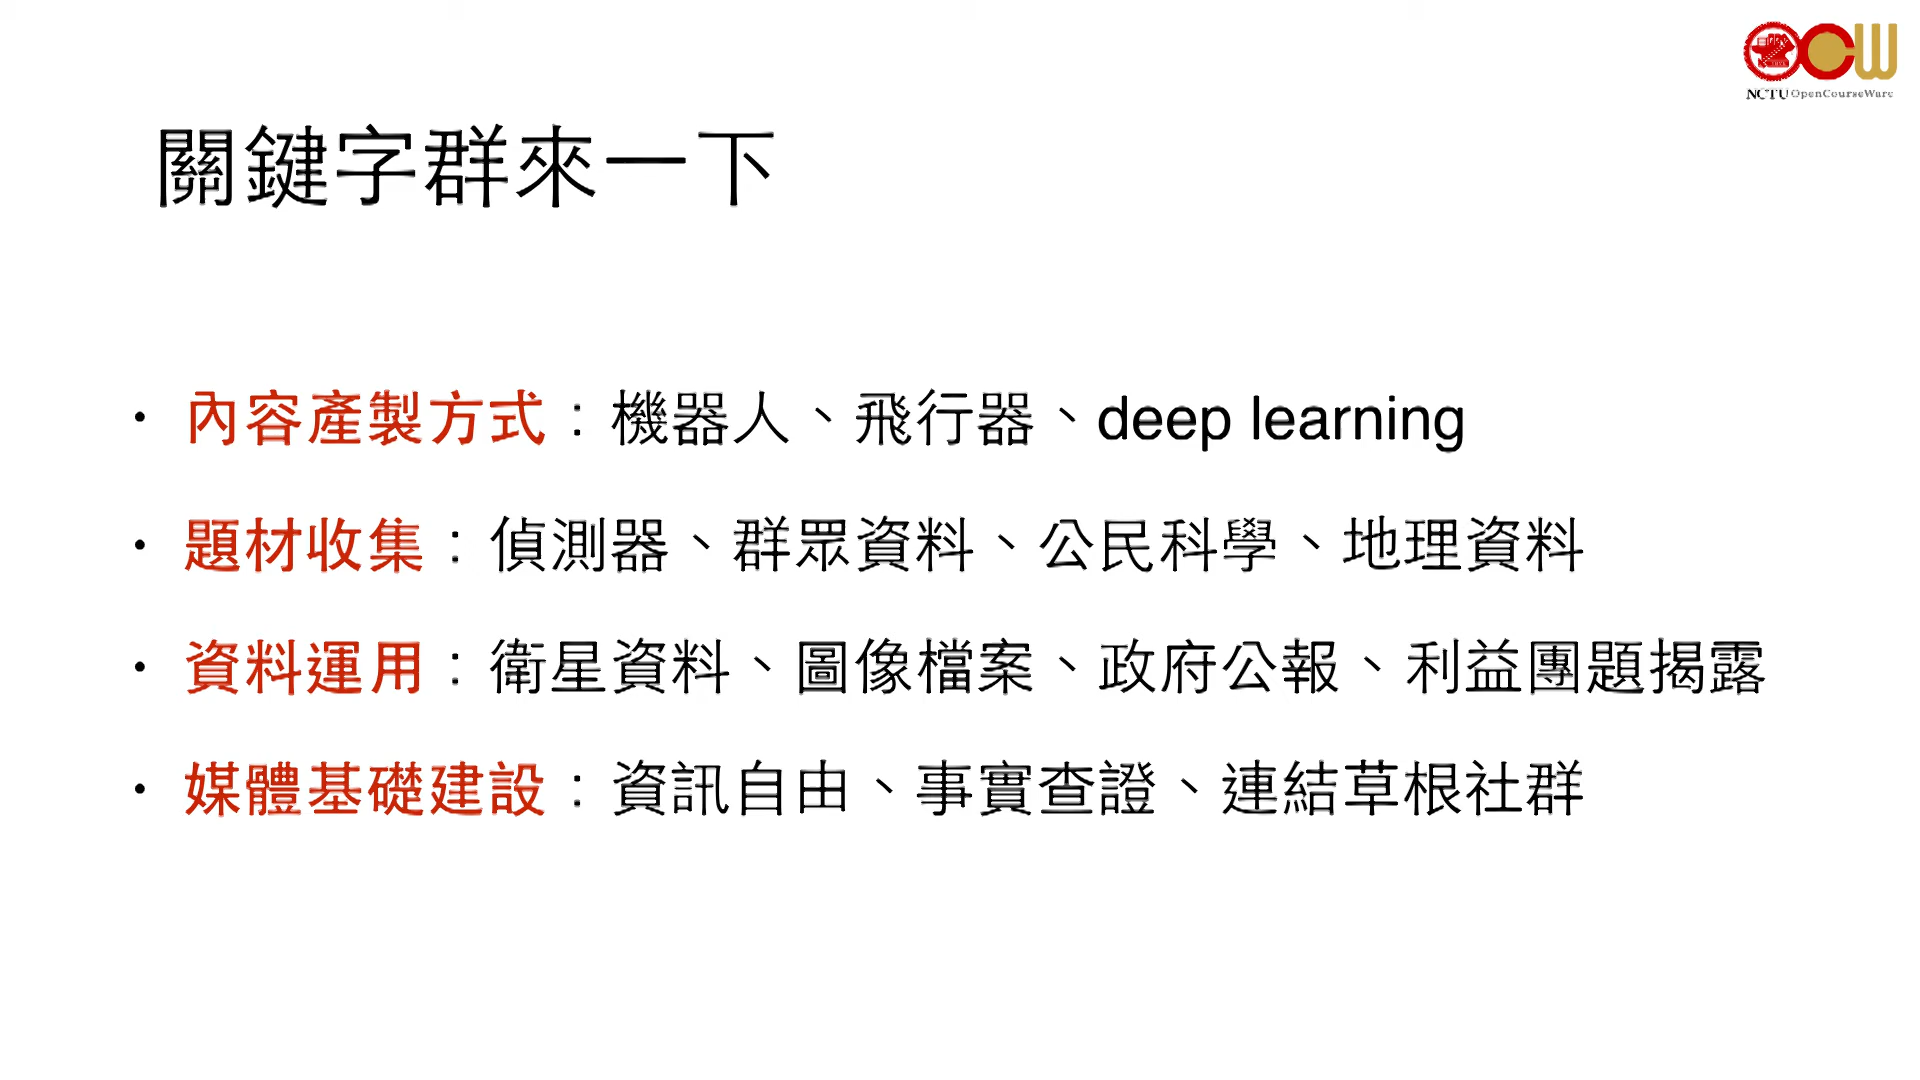 NCTU OpenCourseWare
關鍵字群來一下
• 內容產製方式：機器人、飛行器、deep learning
• 題材收集：偵測器、群眾資料、公民科學、地理資料
• 資料運用：衛星資料、圖像檔案、政府公報、利益團題揭露
• 媒體基礎建設：資訊自由、事實查證、連結草根社群